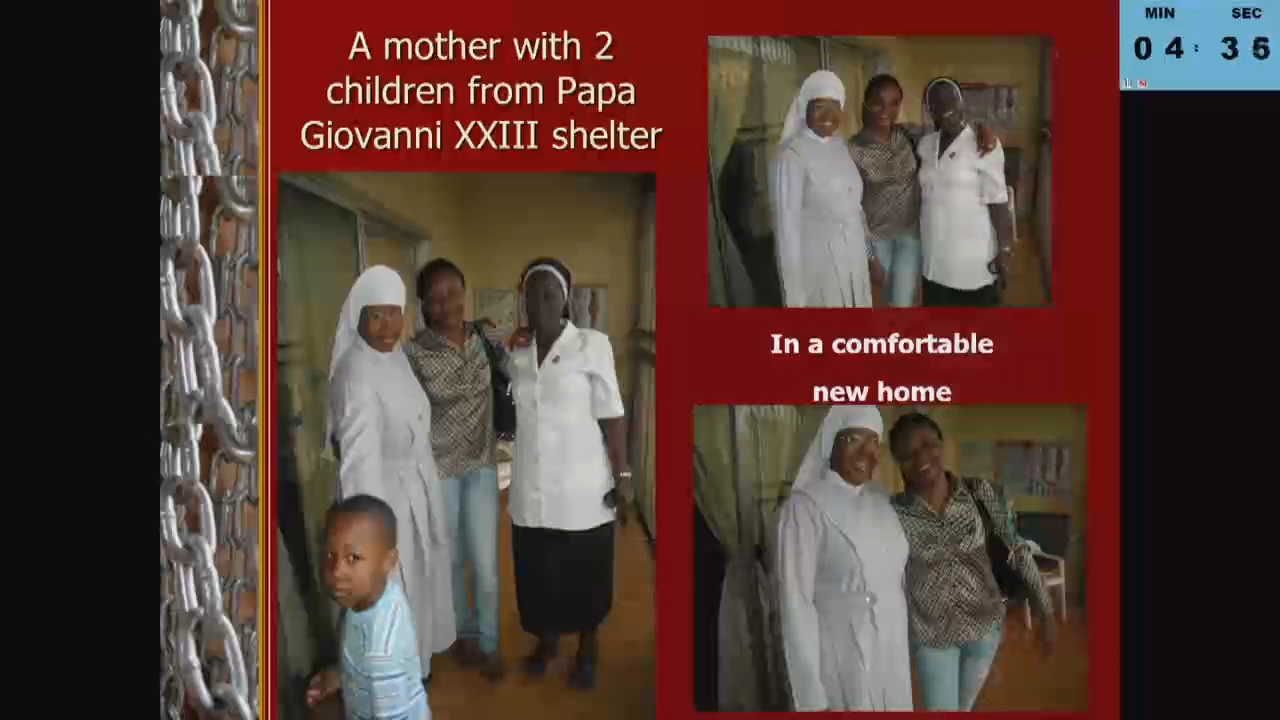 A mother with 2
children from Papa
Giovanni XXIII shelter
In a comfortable
new home
MIN SEC
04: 36